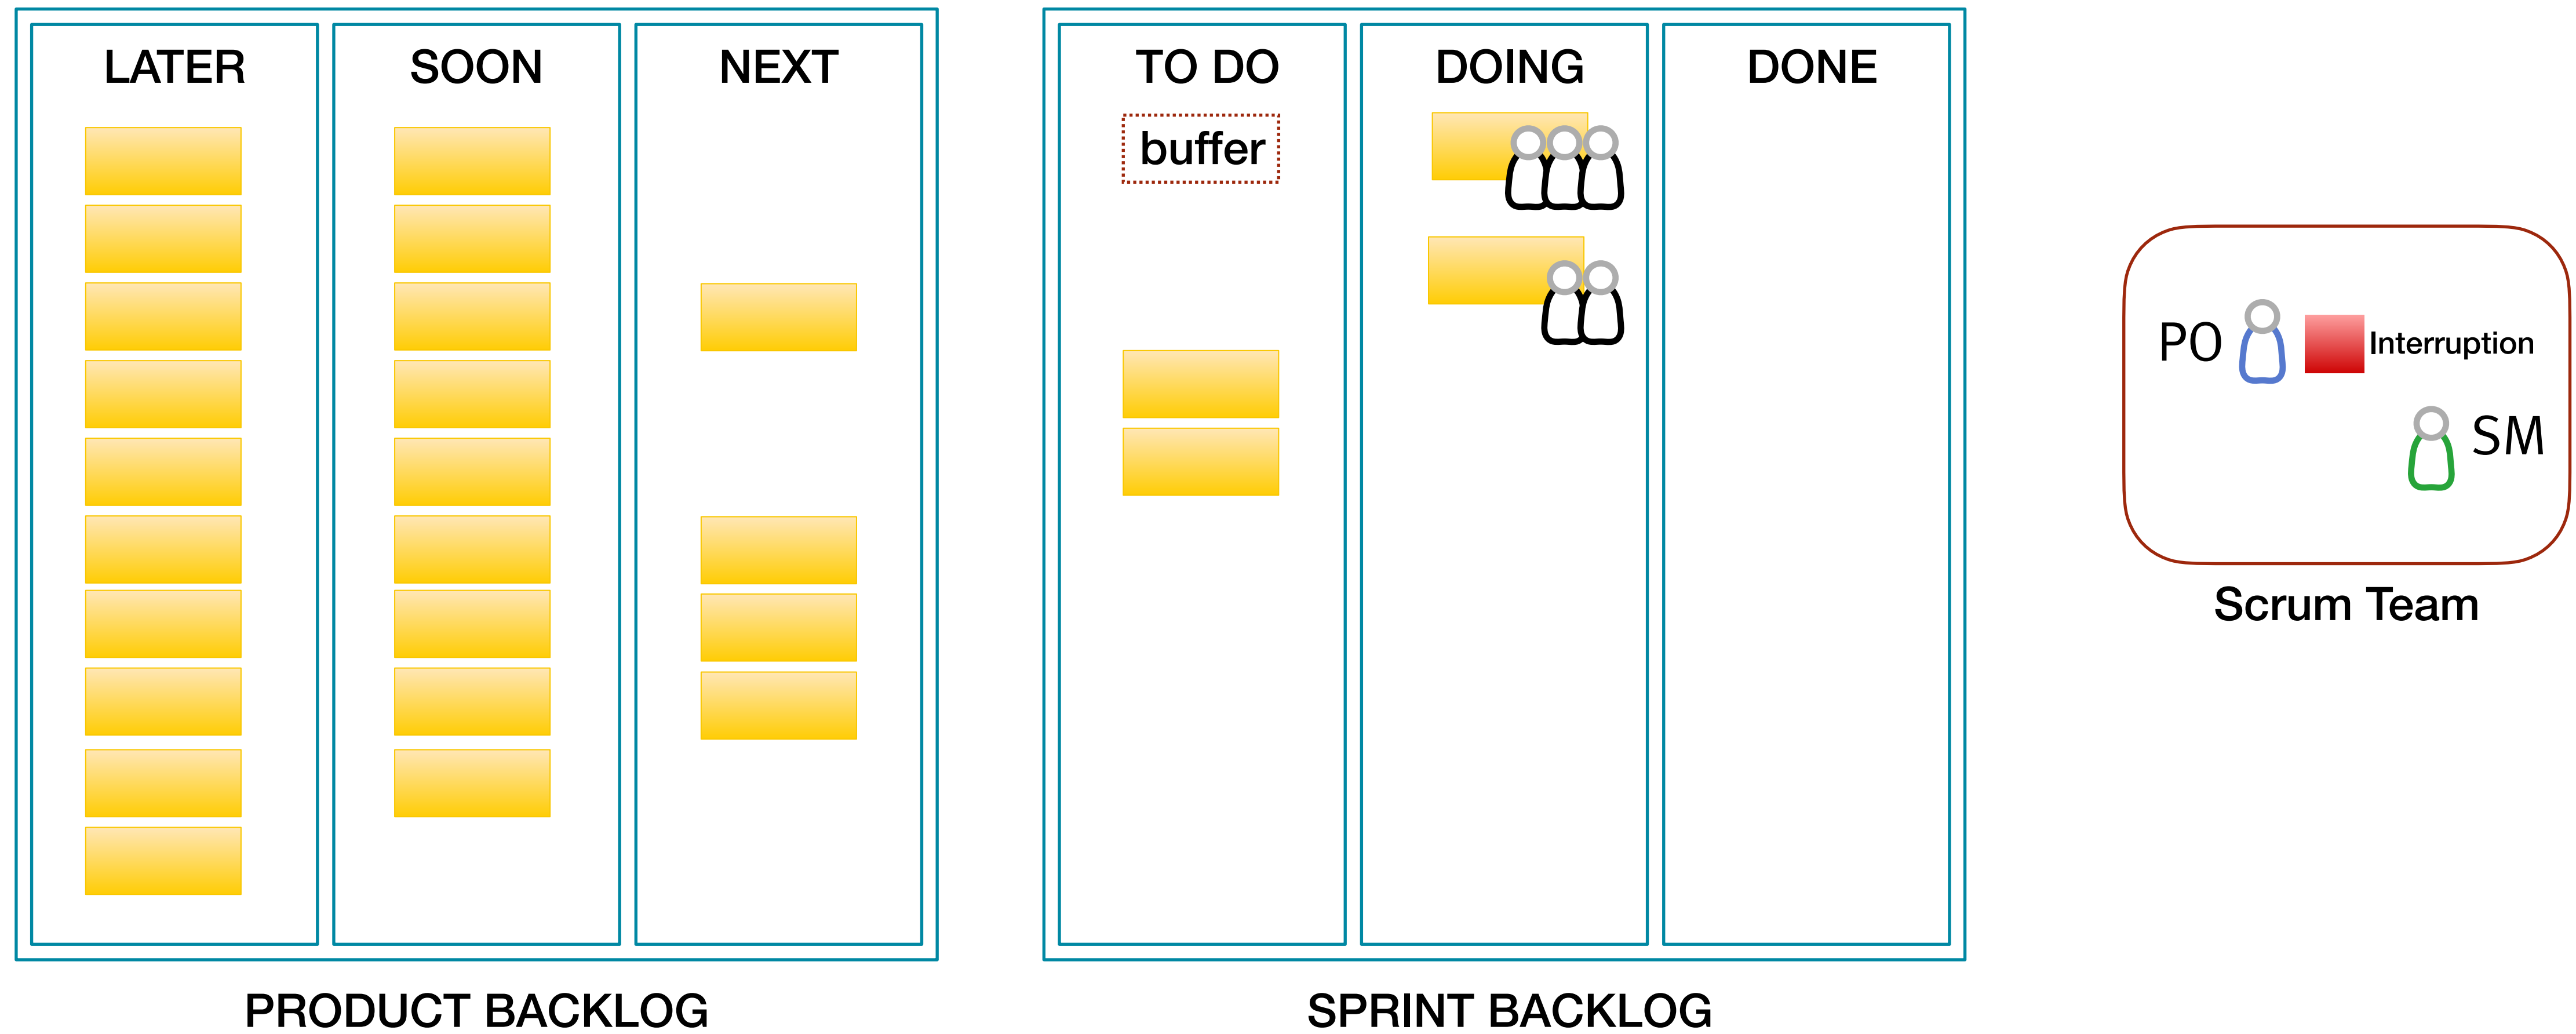 LATER
SOON
NEXT
PRODUCT BACKLOG
TO DO
DOING
DONE
buffer
SPRINT BACKLOG
PO
Interruption
SM
Scrum Team